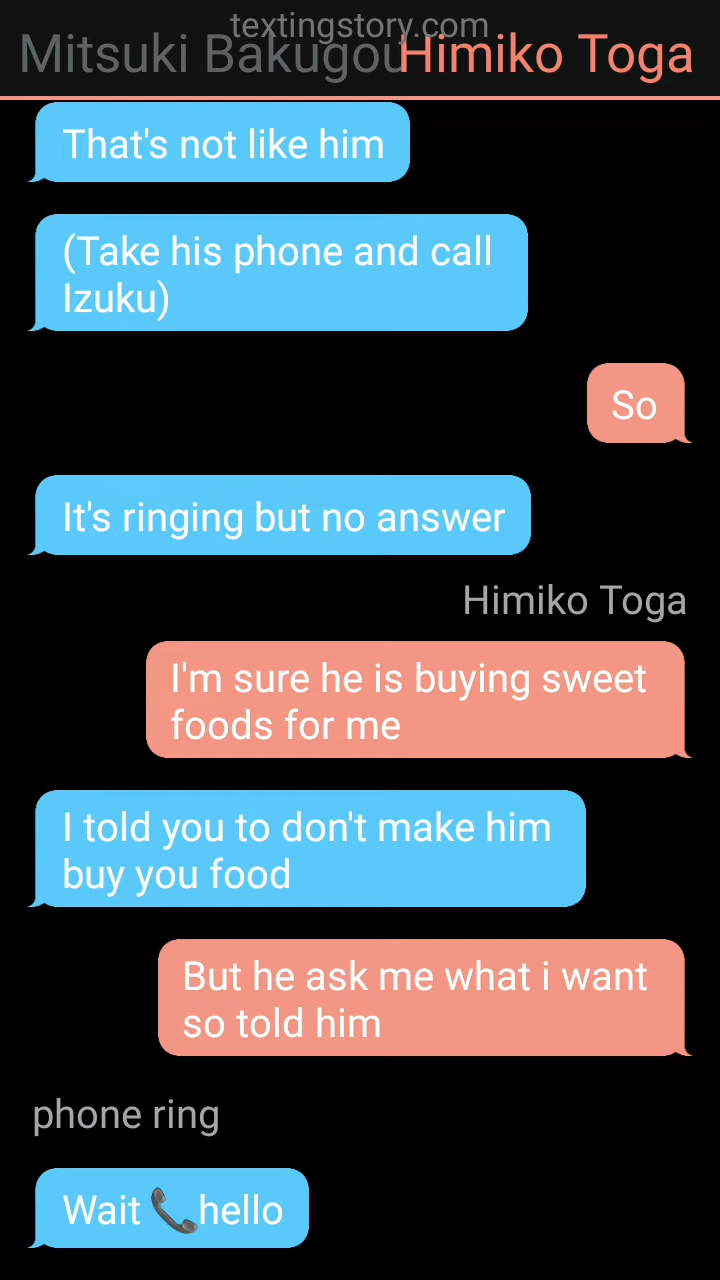 textingstory.com
Mitsuki Bakugou Himiko Toga
That's not like him
(Take his phone and call
Izuku)
So
It's ringing but no answer
Himiko Toga
I'm sure he is buying sweet
foods for me
I told you to don't make him
buy you food
But he ask me what i want
so told him
phone ring
Wait 📞hello